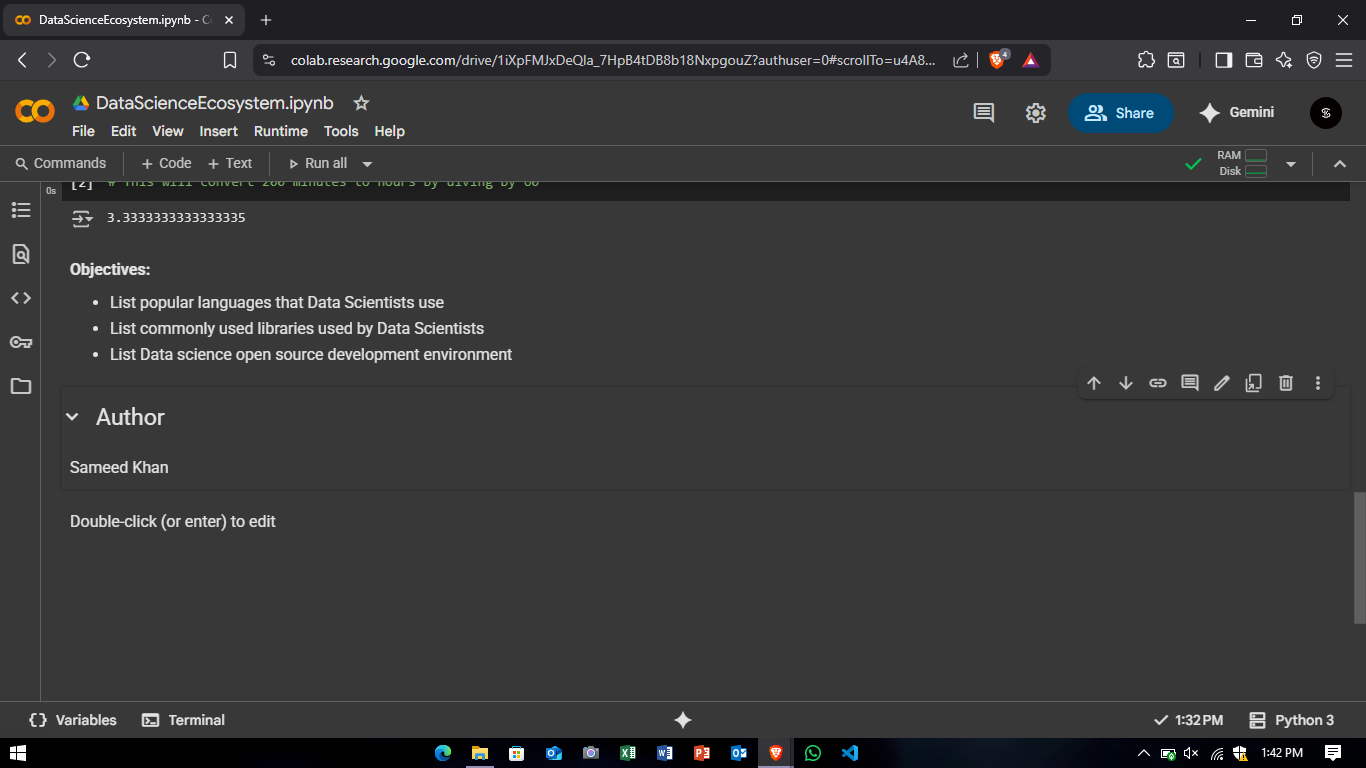 DataScienceEcosystem.ipynb - C
colab.research.google.com/drive/1iXpFMJxDeQla_7HpB4tDB8b18NxpgouZ?authuser=0#scrollTo=u4A8...
4
DataScienceEcosystem.ipynb
File Edit View Insert Runtime Tools Help
Share
Gemini
Commands + Code + Text Run all
RAM
Disk
[2] # This will convert 200 minutes to hours by diving by 60
0s
3.3333333333333335
Objectives:
• List popular languages that Data Scientists use
• List commonly used libraries used by Data Scientists
• List Data science open source development environment
Author
Sameed Khan
Double-click (or enter) to edit
{} Variables Terminal
1:32 PM Python 3
1:42 PM